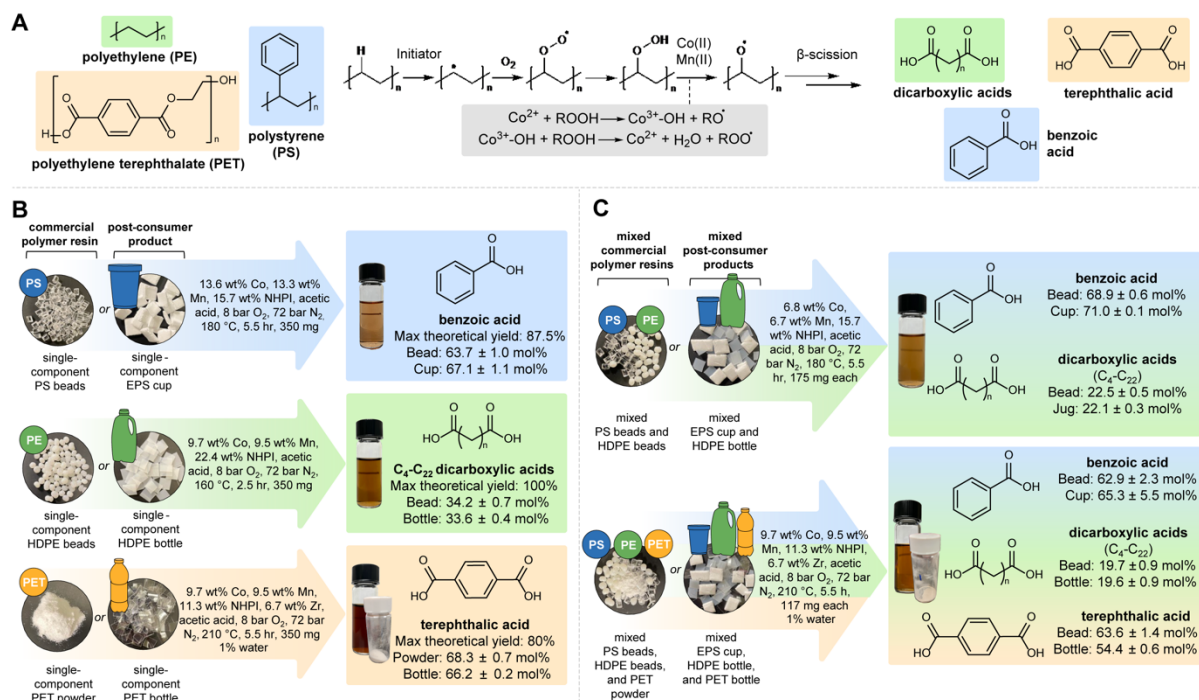 A
polyethylene (PE)
polyethylene terephthalate (PET)
polystyrene
(PS)
H
Initiator
O2
O
O•
OOH
Co(II)
Mn(II)
O•
β-scission
Co2+ + ROOH → Co3+-OH + RO•
Co3+-OH + ROOH → Co2+ + H2O + ROO•
dicarboxylic acids
terephthalic acid
benzoic
acid
B
commercial
polymer resin
post-consumer
product
PS
or
single-
component
PS beads
single-
component
EPS cup
13.6 wt% Co, 13.3 wt%
Mn, 15.7 wt% NHPI, acetic
acid, 8 bar O2, 72 bar N2,
180 °C, 5.5 hr, 350 mg
benzoic acid
Max theoretical yield: 87.5%
Bead: 63.7 ± 1.0 mol%
Cup: 67.1 ± 1.1 mol%
PE
or
single-
component
HDPE beads
single-
component
HDPE bottle
9.7 wt% Co, 9.5 wt% Mn,
22.4 wt% NHPI, acetic
acid, 8 bar O2, 72 bar N2,
160 °C, 2.5 hr, 350 mg
C4-C22 dicarboxylic acids
Max theoretical yield: 100%
Bead: 34.2 ± 0.7 mol%
Bottle: 33.6 ± 0.4 mol%
PET
or
single-
component
PET powder
single-
component
PET bottle
9.7 wt% Co, 9.5 wt% Mn,
11.3 wt% NHPI, 6.7 wt% Zr,
acetic acid, 8 bar O2, 72 bar
N2, 210 °C, 5.5 hr, 350 mg
1% water
terephthalic acid
Max theoretical yield: 80%
Powder: 68.3 ± 0.7 mol%
Bottle: 66.2 ± 0.2 mol%
C
mixed
commercial
polymer resins
mixed
post-consumer
products
PS
PE
or
mixed
PS beads and
HDPE beads
mixed
EPS cup and
HDPE bottle
6.8 wt% Co,
6.7 wt% Mn, 15.7
wt% NHPI, acetic
acid, 8 bar O2, 72
bar N2, 180 °C, 5.5
hr, 175 mg each
benzoic acid
Bead: 68.9 ± 0.6 mol%
Cup: 71.0 ± 0.1 mol%
dicarboxylic acids
(C4-C22)
Bead: 22.5 ± 0.5 mol%
Jug: 22.1 ± 0.3 mol%
PS
PE
PET
or
mixed
PS beads,
HDPE beads,
and PET
powder
mixed
EPS cup,
HDPE bottle,
and PET bottle
9.7 wt% Co, 9.5 wt%
Mn, 11.3 wt% NHPI,
6.7 wt% Zr, acetic
acid, 8 bar O2, 72 bar
N2, 210 °C, 5.5 h,
117 mg each
1% water
benzoic acid
Bead: 62.9 ± 2.3 mol%
Cup: 65.3 ± 5.5 mol%
dicarboxylic acids
(C4-C22)
Bead: 19.7 ± 0.9 mol%
Bottle: 19.6 ± 0.9 mol%
terephthalic acid
Bead: 63.6 ± 1.4 mol%
Bottle: 54.4 ± 0.6 mol%